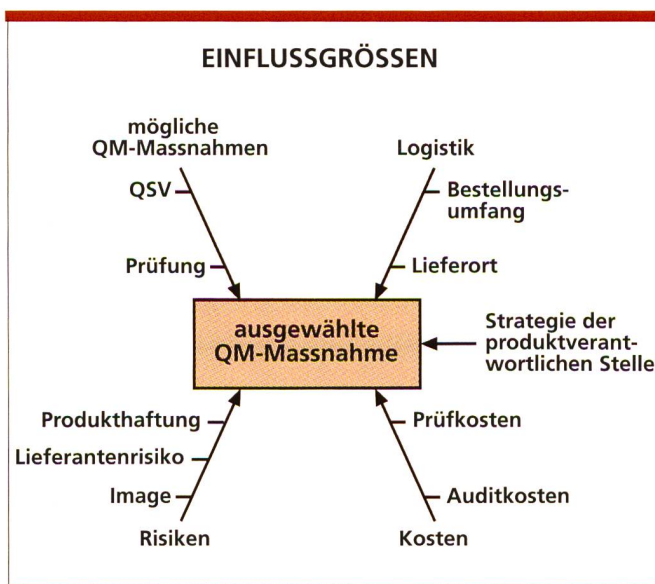 EINFLUSSGRÖSSEN
mögliche
QM-Massnahmen
QSV
Prüfung
Logistik
Bestellungs-
umfang
Lieferort
ausgewählte
QM-Massnahme
Strategie der
produktverant-
wortlichen Stelle
Produkthaftung
Lieferantenrisiko
Image
Risiken
Prüfkosten
Auditkosten
Kosten